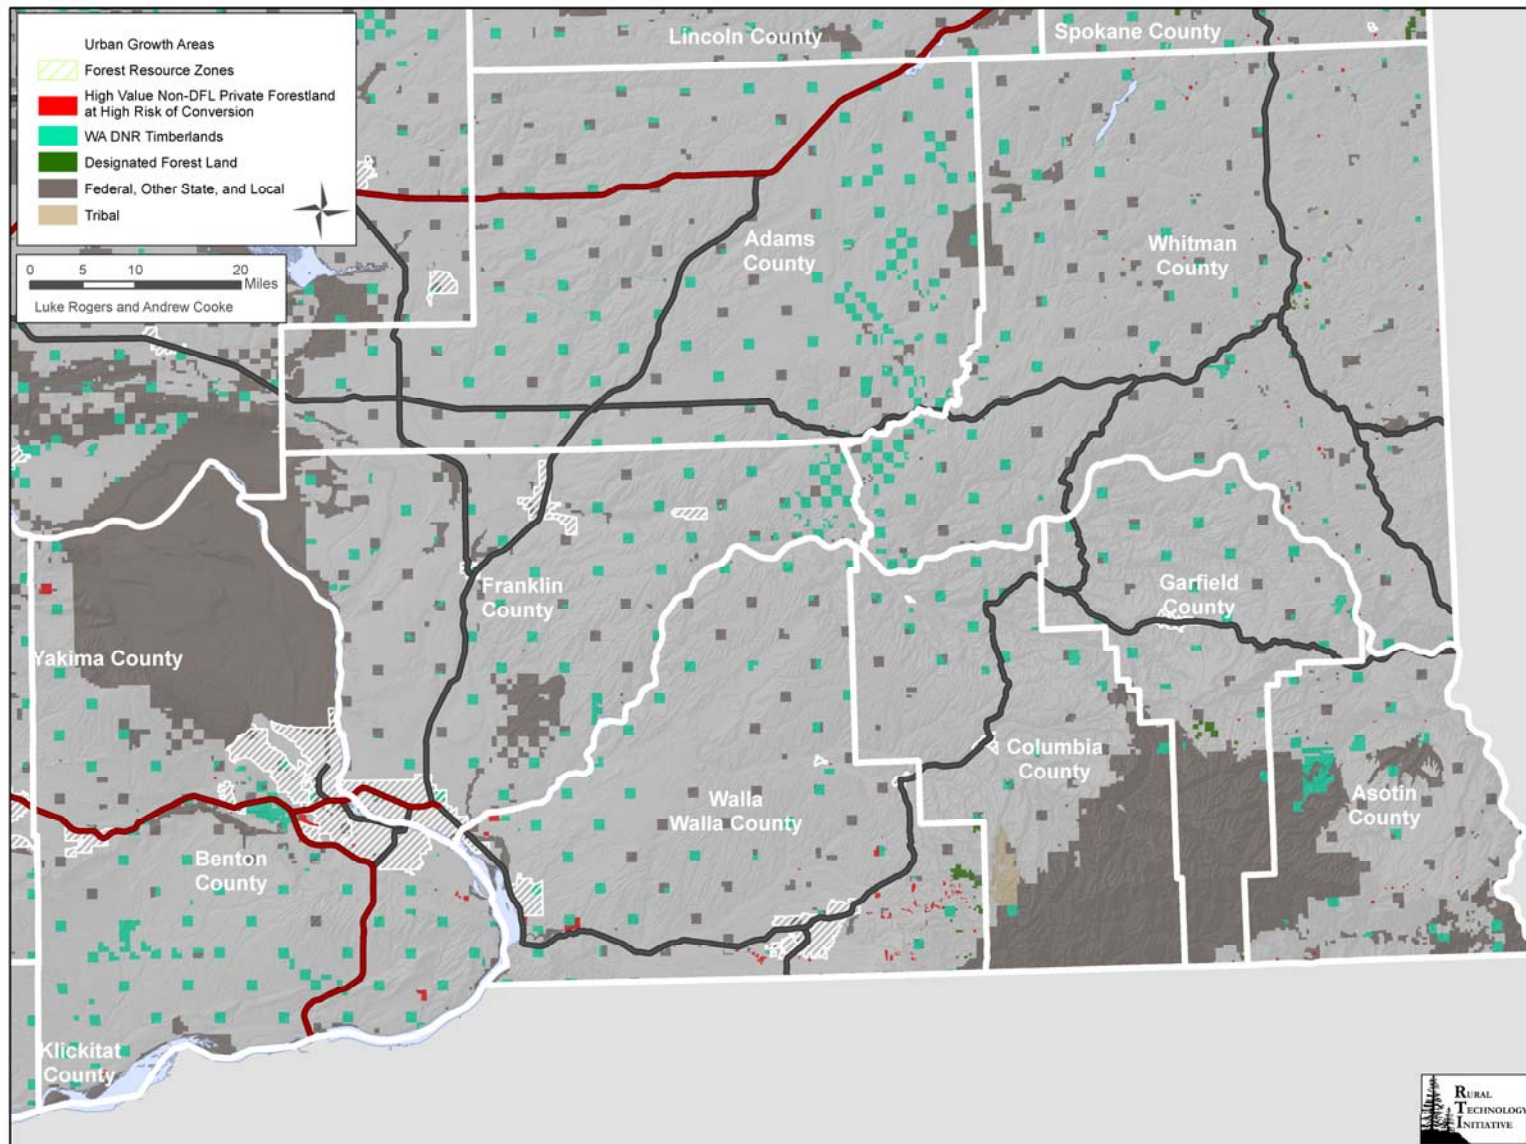 Urban Growth Areas
Forest Resource Zones
High Value Non-DFL Private Forestland
at High Risk of Conversion
WA DNR Timberlands
Designated Forest Land
Federal, Other State, and Local
Tribal
0 5 10 20
Miles
Luke Rogers and Andrew Cooke
Lincoln County
Spokane County
Adams
County
Whitman
County
Franklin
County
Garfield
County
Yakima County
Columbia
County
Walla
Walla County
Asotin
County
Benton
County
Klickitat
County
RURAL
TECHNOLOGY
INITIATIVE